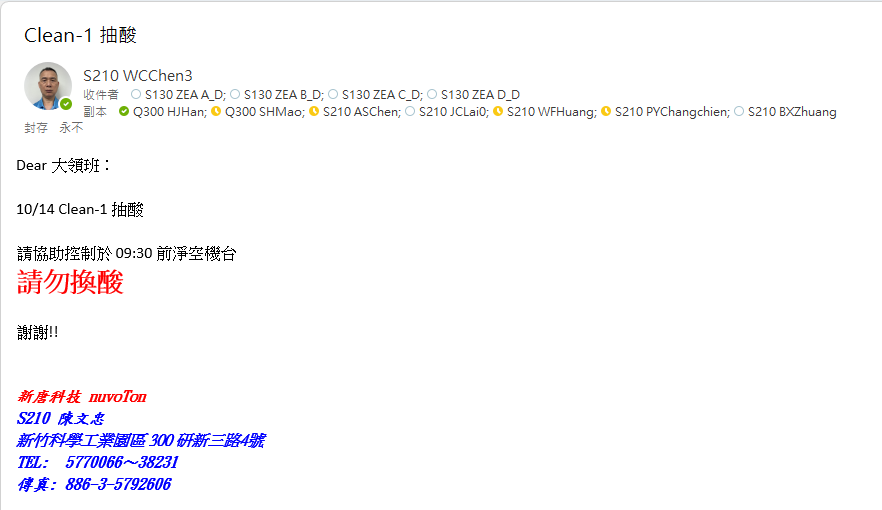 Clean-1 抽酸
S210 WCChen3
收件者 S130 ZEA A_D; S130 ZEA B_D; S130 ZEA C_D; S130 ZEA D_D
副本 Q300 HJHan; Q300 SHMao; S210 ASChen; S210 JCLai0; S210 WFHuang; S210 PYChangchien; S210 BXZhuang
封存 永不
Dear 大領班：
10/14 Clean-1 抽酸
請協助控制於 09:30 前淨空機台
請勿換酸
謝謝!!
新唐科技 nuvoTon
S210 陳文忠
新竹科學工業園區 300 研新三路4號
TEL: 5770066～38231
傳真: 886-3-5792606